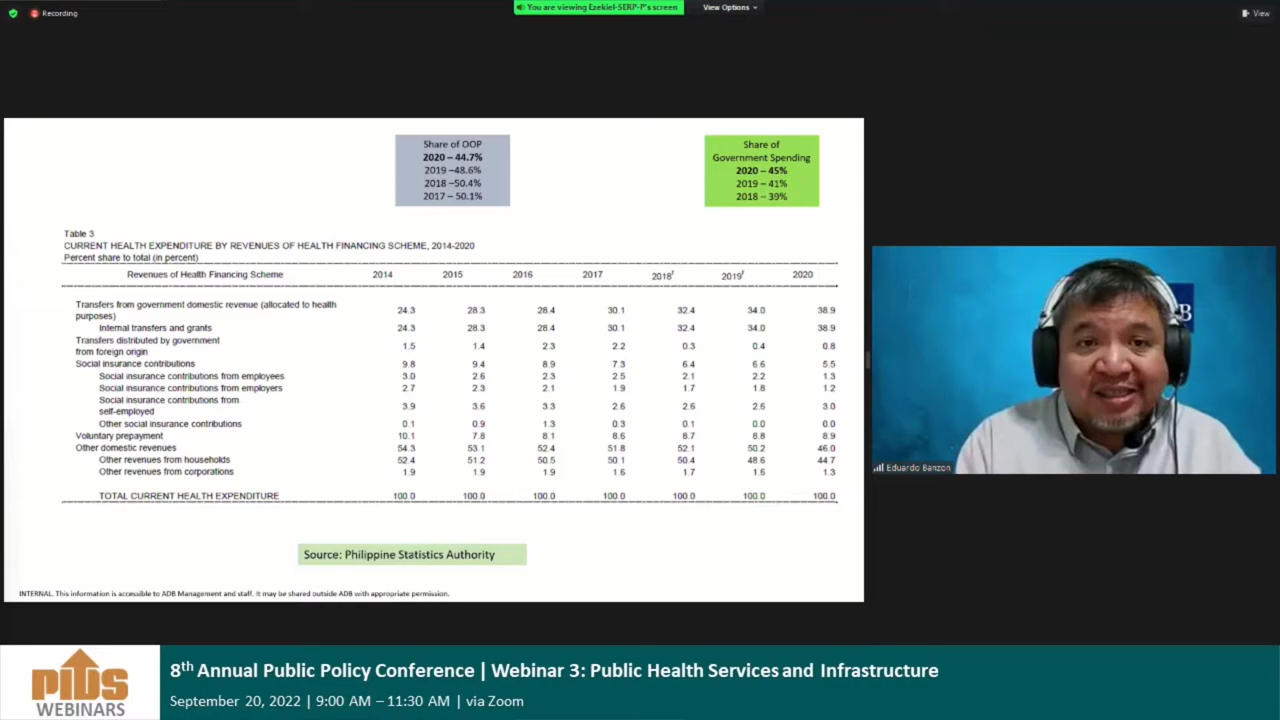 Recording
You are viewing Ezekiel-SERP-P's screen
View Options
View
Share of OOP
2020 – 44.7%
2019 –48.6%
2018 –50.4%
2017 – 50.1%
Share of
Government Spending
2020 – 45%
2019 – 41%
2018 – 39%
Table 3
CURRENT HEALTH EXPENDITURE BY REVENUES OF HEALTH FINANCING SCHEME, 2014-2020
Percent share to total (in percent)
Revenues of Health Financing Scheme 2014 2015 2016 2017 2018r 2019r 2020
Transfers from government domestic revenue (allocated to health
purposes) 24.3 28.3 28.4 30.1 32.4 34.0 38.9
Internal transfers and grants 24.3 28.3 28.4 30.1 32.4 34.0 38.9
Transfers distributed by government
from foreign origin 1.5 1.4 2.3 2.2 0.3 0.4 0.8
Social insurance contributions 9.8 9.4 8.9 7.3 6.4 6.6 5.5
Social insurance contributions from employees 3.0 2.6 2.3 2.5 2.1 2.2 1.3
Social insurance contributions from employers 2.7 2.3 2.1 1.9 1.7 1.8 1.2
Social insurance contributions from
self-employed 3.9 3.6 3.3 2.6 2.6 2.6 3.0
Other social insurance contributions 0.1 0.9 1.3 0.3 0.1 0.0 0.0
Voluntary prepayment 10.1 7.8 8.1 8.6 8.7 8.8 8.9
Other domestic revenues 54.3 53.1 52.4 51.8 52.1 50.2 46.0
Other revenues from households 52.4 51.2 50.5 50.1 50.4 48.6 44.7
Other revenues from corporations 1.9 1.9 1.9 1.6 1.7 1.6 1.3
TOTAL CURRENT HEALTH EXPENDITURE 100.0 100.0 100.0 100.0 100.0 100.0 100.0
Source: Philippine Statistics Authority
INTERNAL. This information is accessible to ADB Management and staff. It may be shared outside ADB with appropriate permission.
B
Eduardo Banzon
PIDS
WEBINARS
8th Annual Public Policy Conference | Webinar 3: Public Health Services and Infrastructure
September 20, 2022 | 9:00 AM – 11:30 AM | via Zoom